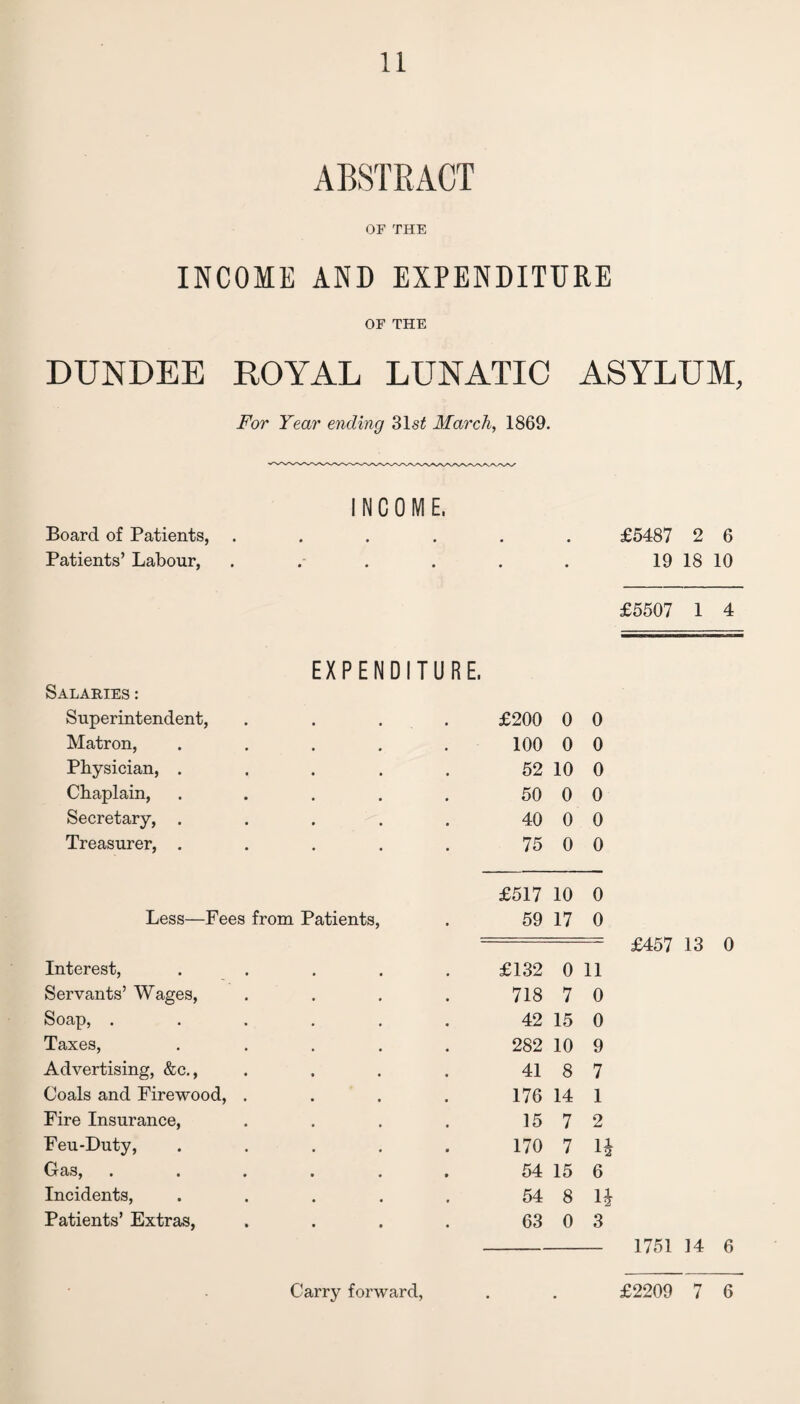 11
ABSTRACT
OF THE
INCOME AND EXPENDITURE
OF THE
DUNDEE ROYAL LUNATIC ASYLUM,
For Year ending 31st March, 1869.
INCOME.
Board of Patients, . . . . . . £5487 2 6
Patients’ Labour, . . . . . . 19 18 10
£5507 1 4
EXPENDITURE.
SALARIES:
Superintendent, . . . . £200 0 0
Matron, . . . . . 100 0 0
Physician, . . . . . 52 10 0
Chaplain, . . . . . 50 0 0
Secretary, . . . . . 40 0 0
Treasurer, . . . . . 75 0 0
£517 10 0
Less—Fees from Patients, . 59 17 0
£457 13 0
Interest, . . . . . £132 0 11
Servants’ Wages, . . . . 718 7 0
Soap, . . . . . . 42 15 0
Taxes, . . . . . 282 10 9
Advertising, &c., . . . . 41 8 7
Coals and Firewood, . . . . 176 14 1
Fire Insurance, . . . . 15 7 2
Feu-Duty, . . . . . 170 7 1½
Gas, . . . . . . 54 15 6
Incidents, . . . . . 54 8 1½
Patients’ Extras, . . . . 63 0 3
1751 14 6
Carry forward, . . £2209 7 6